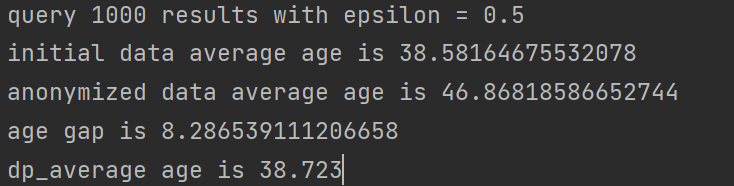 query 1000 results with epsilon = 0.5
initial data average age is 38.58164675532078
anonymized data average age is 46.86818586652744
age gap is 8.286539111206658
dp_average age is 38.723